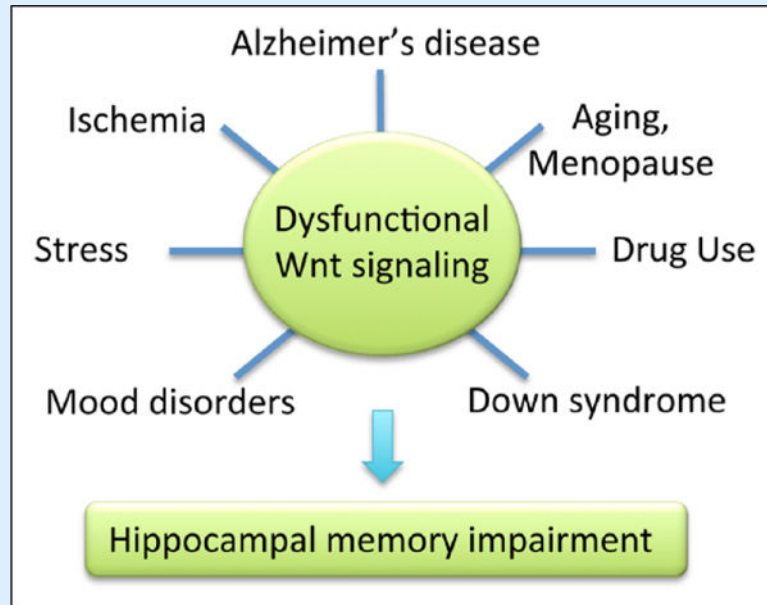 Alzheimer's disease
Ischemia
Aging,
Menopause
Dysfunctional
Wnt signaling
Stress
Drug Use
Mood disorders
Down syndrome
Hippocampal memory impairment